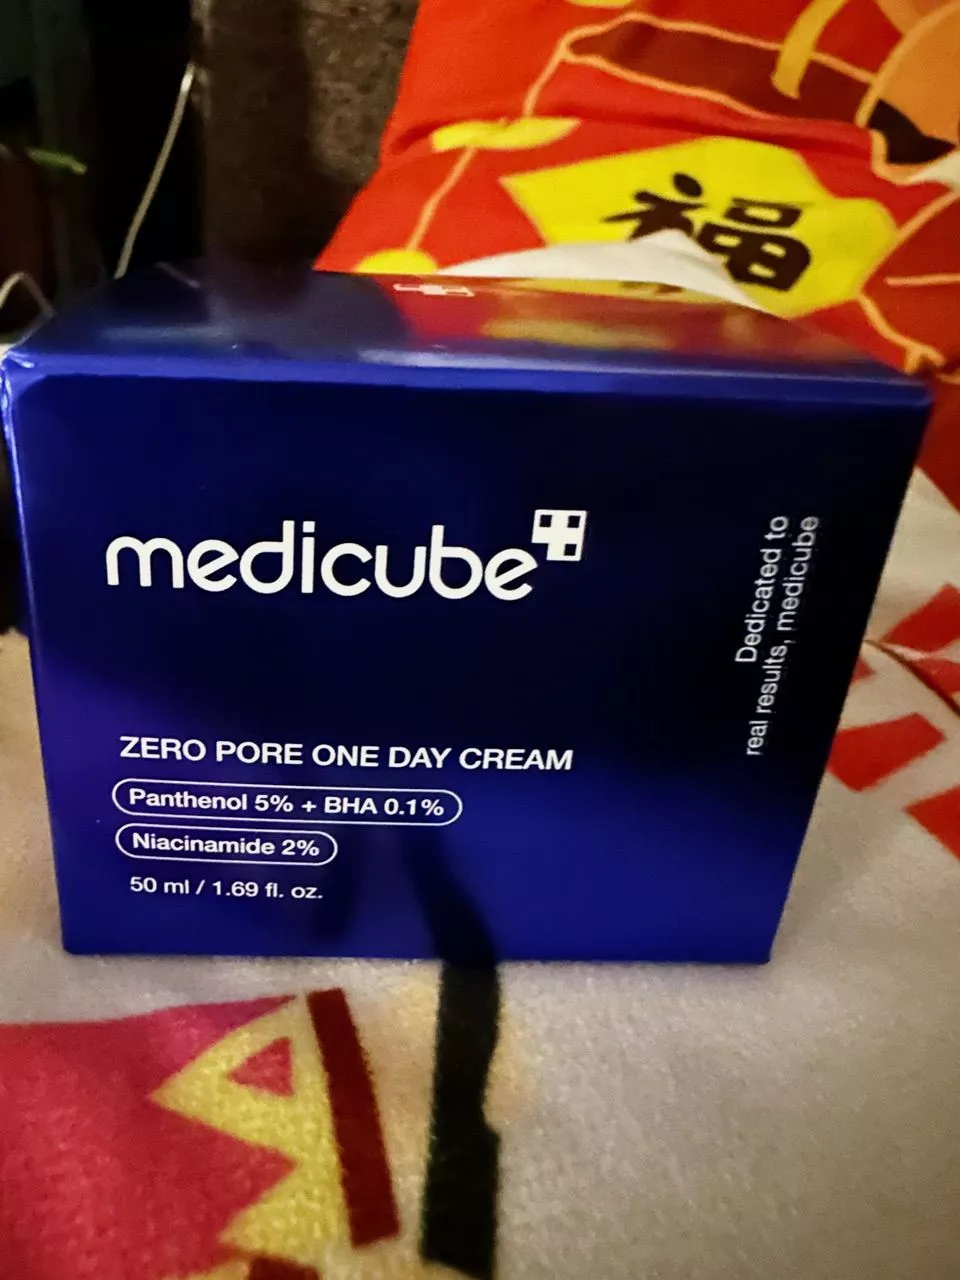 福
medicube
Dedicated to
real results, medicube
ZERO PORE ONE DAY CREAM
Panthenol 5% + BHA 0.1%
Niacinamide 2%
50 ml / 1.69 fl. oz.